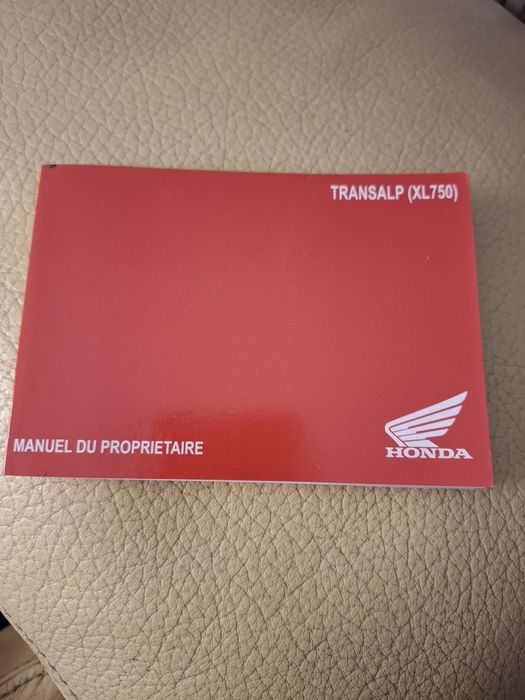 TRANSALP (XL750)
MANUEL DU PROPRIETAIRE
HONDA